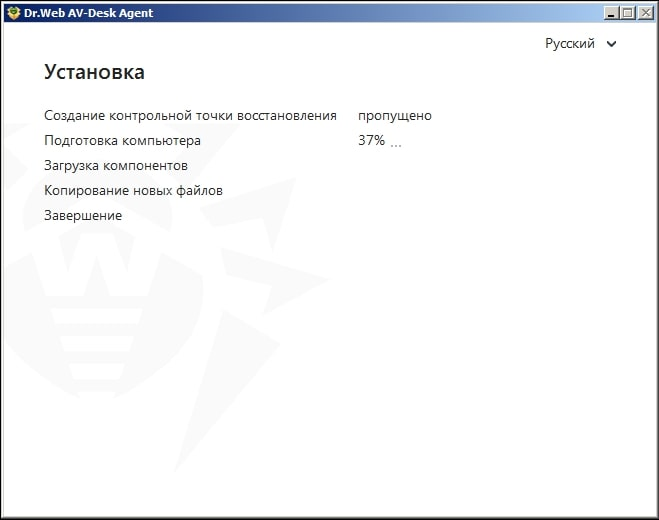 Dr.Web AV-Desk Agent
Русский
Установка
Создание контрольной точки восстановления пропущено
Подготовка компьютера 37% ...
Загрузка компонентов
Копирование новых файлов
Завершение